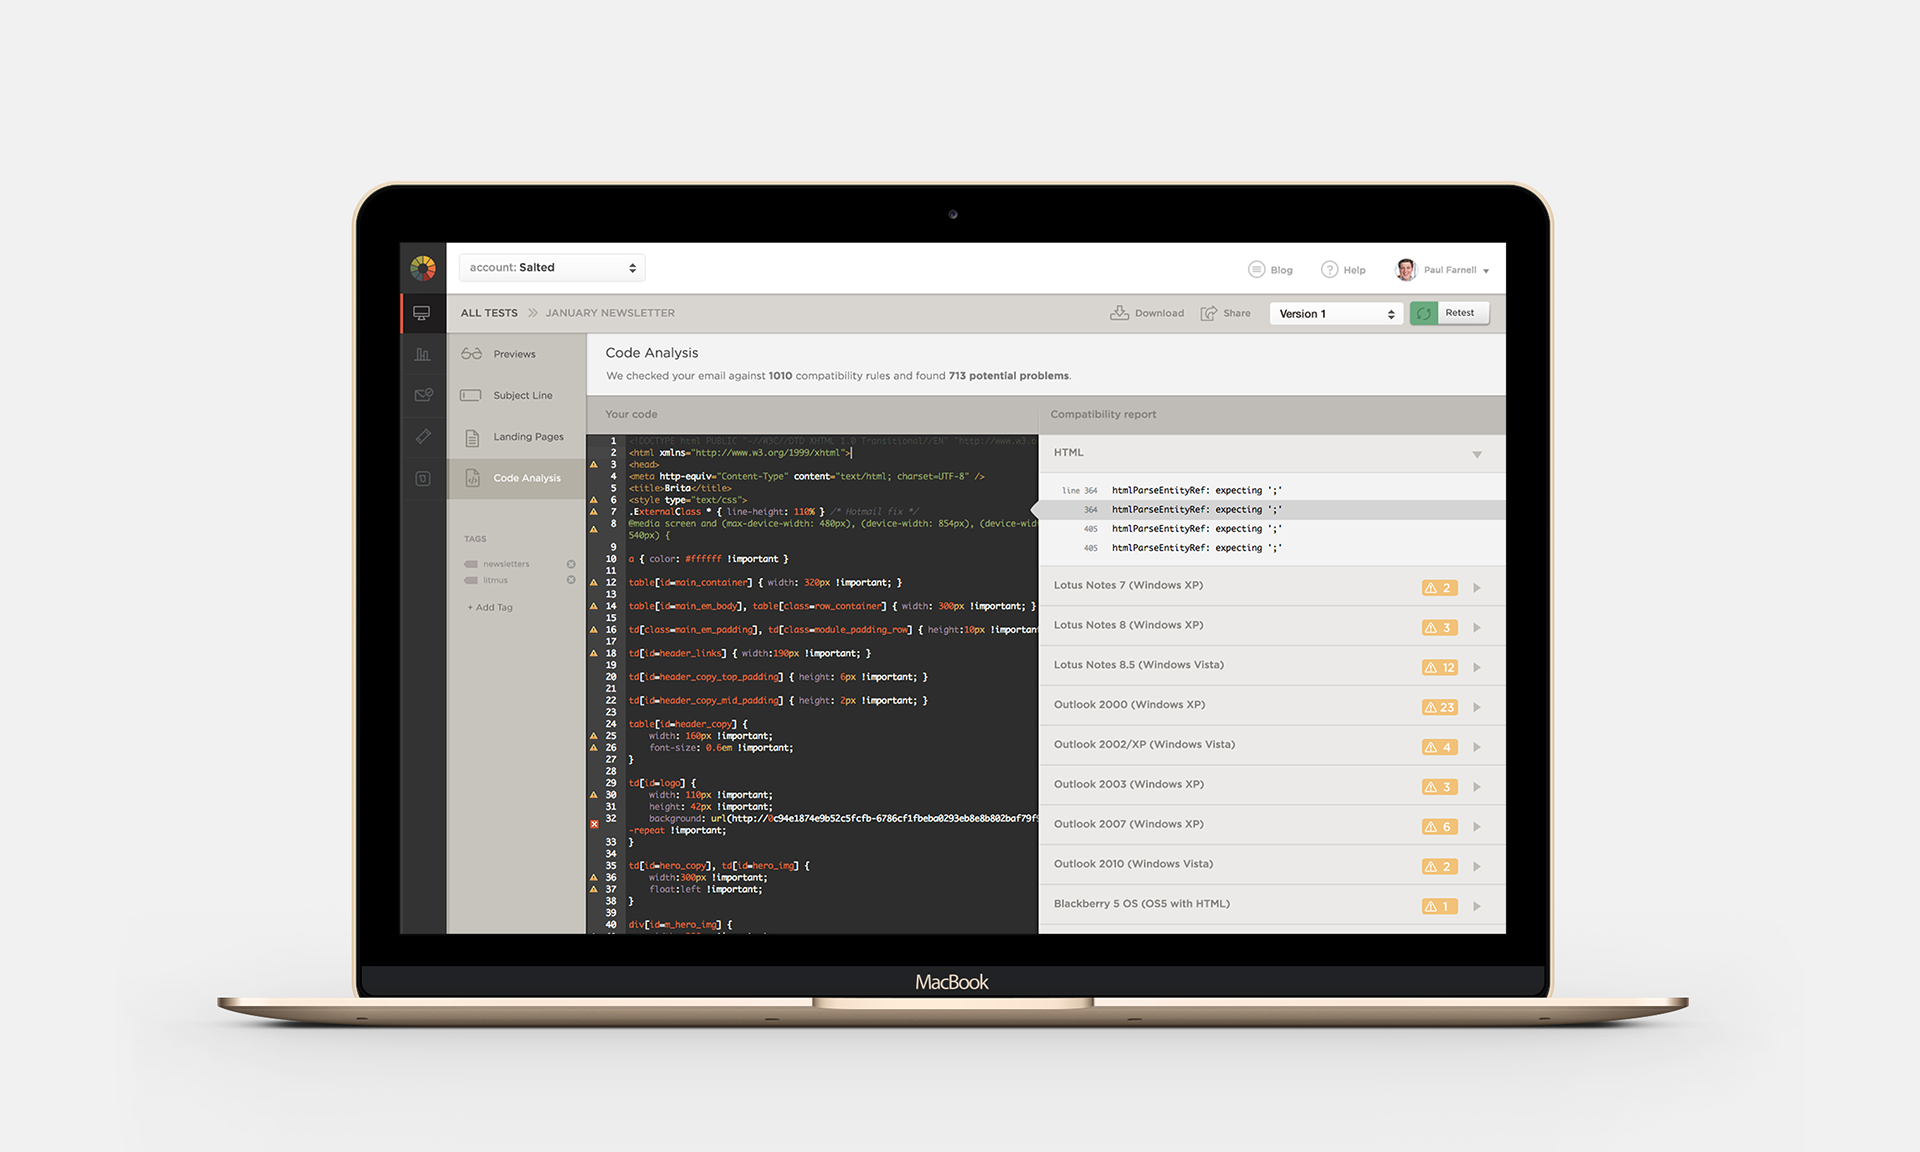 account: Salted
Blog
Help
Paul Farnell
ALL TESTS
JANUARY NEWSLETTER
Download
Share
Version 1
Retest
Previews
Subject Line
Landing Pages
Code Analysis
TAGS
newsletters
litmus
+ Add Tag
Code Analysis
We checked your email against 1010 compatibility rules and found 713 potential problems.
Your code
1 <!DOCTYPE html PUBLIC "-//W3C//DTD XHTML 1.0 Transitional//EN" "http://www.w3.o
2 <html xmlns="http://www.w3.org/1999/xhtml">
3 <head>
4 <meta http-equiv="Content-Type" content="text/html; charset=UTF-8" />
5 <title>Brita</title>
6 <style type="text/css">
7 .ExternalClass * { line-height: 110% } /* Hotmail fix */
8 @media screen and (max-device-width: 480px), (device-width: 854px), (device-wid
540px) {
9
10 a { color: #ffffff !important }
11
12 table[id=main_container] { width: 320px !important; }
13
14 table[id=main_em_body], table[class=row_container] { width: 300px !important; }
15
16 td[class=main_em_padding], td[class=module_padding_row] { height:10px !important
17
18 td[id=header_links] { width:190px !important; }
19
20 td[id=header_copy_top_padding] { height: 6px !important; }
21
22 td[id=header_copy_mid_padding] { height: 2px !important; }
23
24 table[id=header_copy] {
25 width: 160px !important;
26 font-size: 0.6em !important;
27 }
28
29 td[id=logo] {
30 width: 110px !important;
31 height: 42px !important;
32 background: url(http://0c94e1874e9b52c5fcfb-6786cf1fbeba0293eb8e8b802baf79f9
-repeat !important;
33 }
34
35 td[id=hero_copy], td[id=hero_img] {
36 width:300px !important;
37 float:left !important;
38 }
39
40 div[id=m_hero_img] {
Compatibility report
HTML
line 364 htmlParseEntityRef: expecting ';'
364 htmlParseEntityRef: expecting ';'
405 htmlParseEntityRef: expecting ';'
405 htmlParseEntityRef: expecting ';'
Lotus Notes 7 (Windows XP) 2
Lotus Notes 8 (Windows XP) 3
Lotus Notes 8.5 (Windows Vista) 12
Outlook 2000 (Windows XP) 23
Outlook 2002/XP (Windows Vista) 4
Outlook 2003 (Windows XP) 3
Outlook 2007 (Windows XP) 6
Outlook 2010 (Windows Vista) 2
Blackberry 5 OS (OS5 with HTML) 1
MacBook